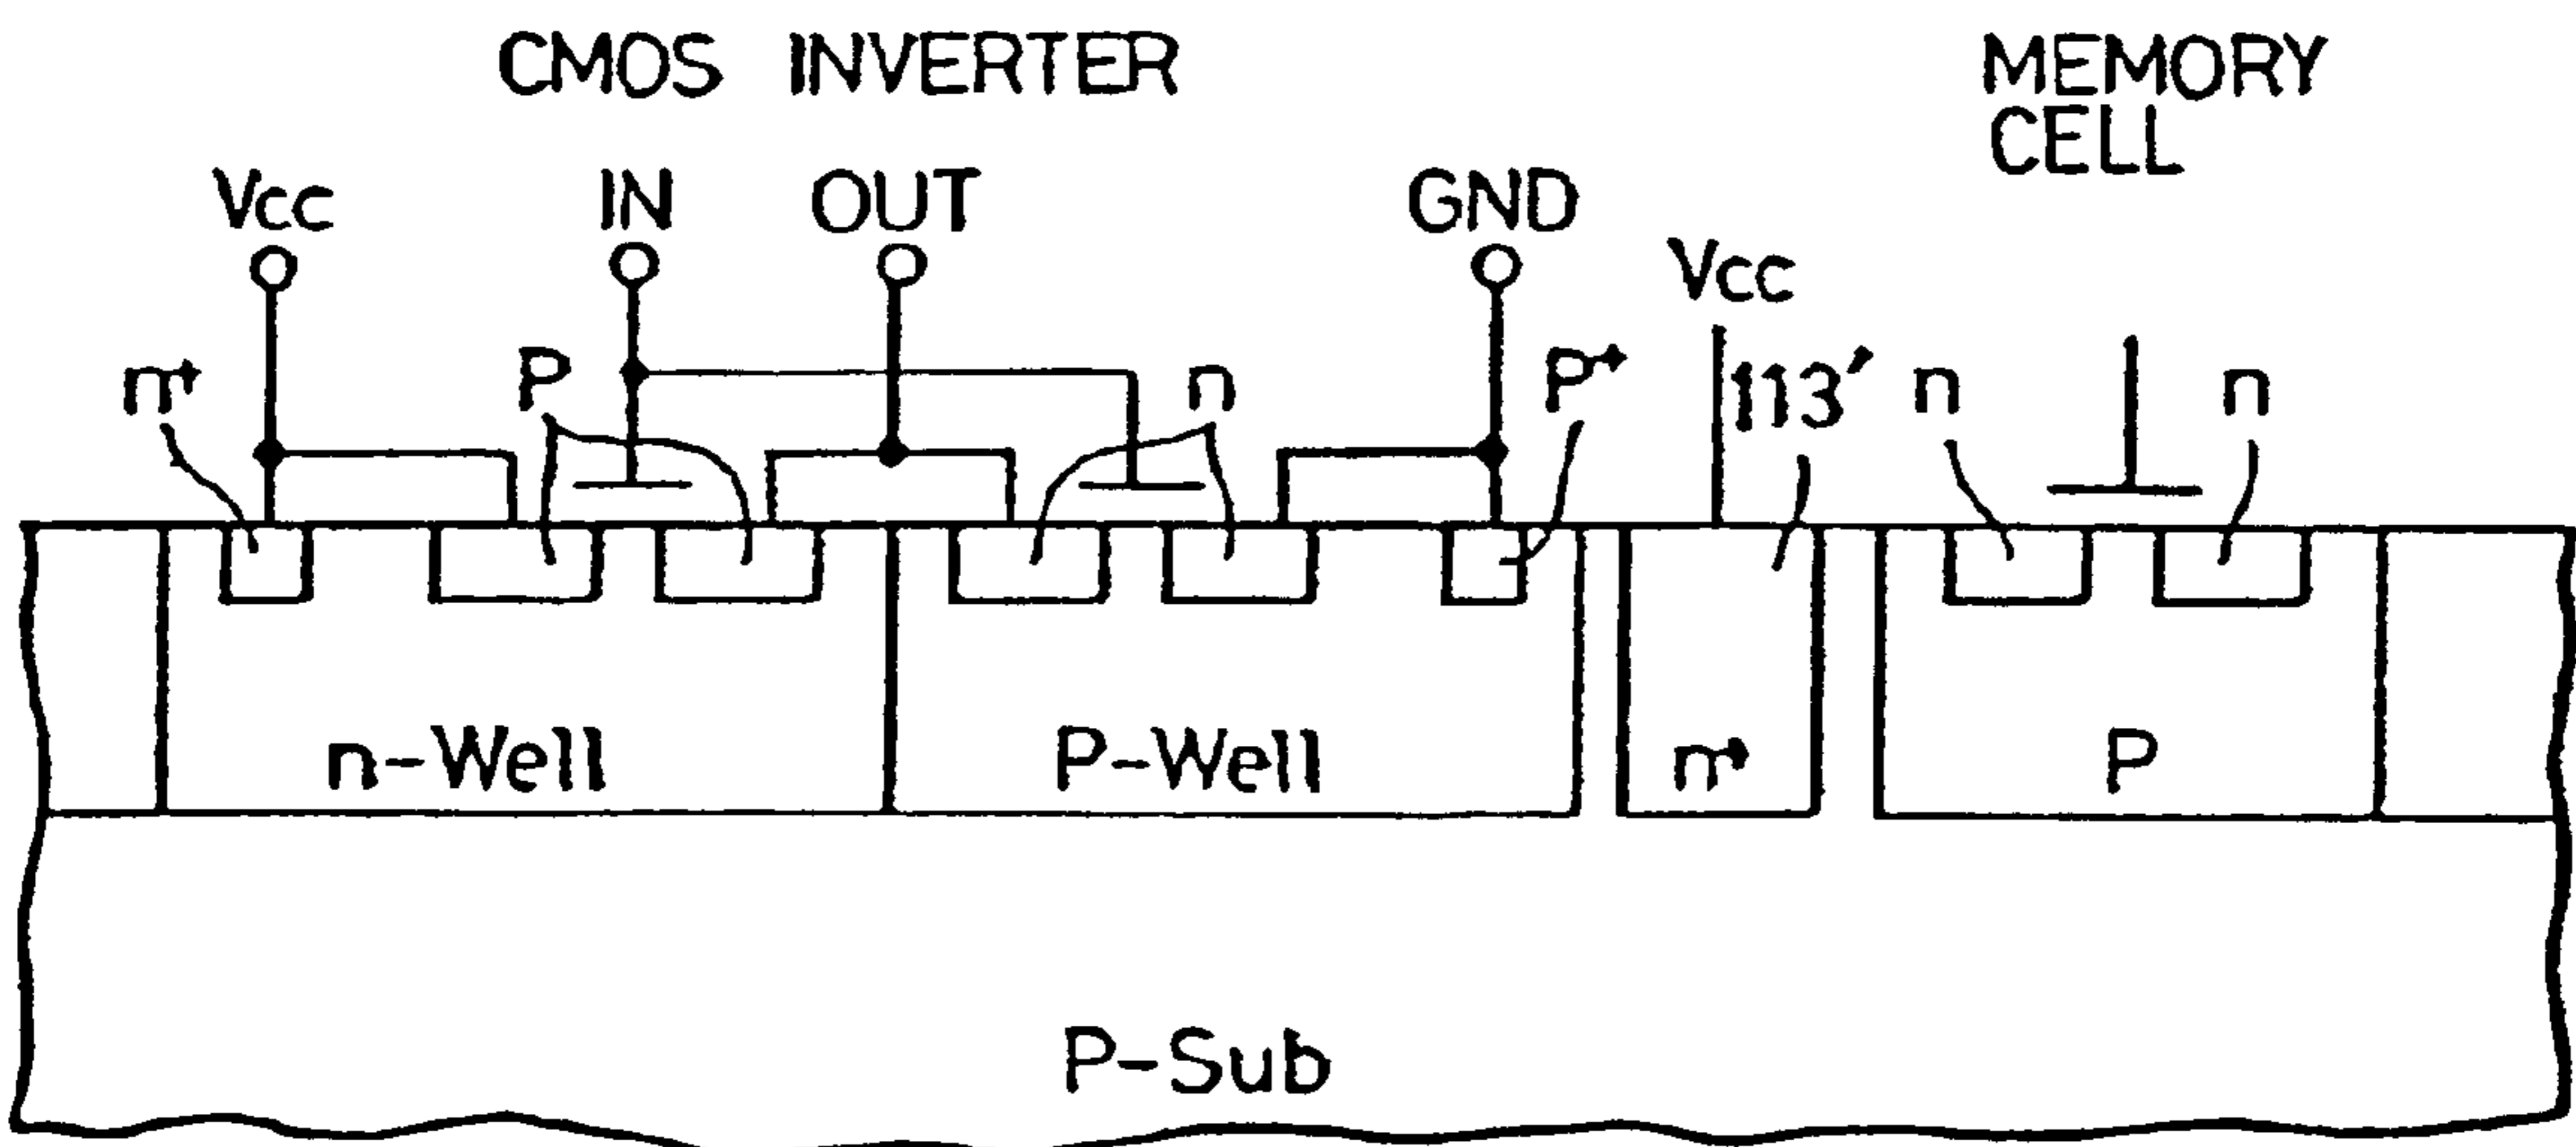 CMOS INVERTER
MEMORY
CELL
Vcc IN OUT GND
Vcc
n+ P n P+ 113' n n
n-Well P-Well n+ P
P-Sub